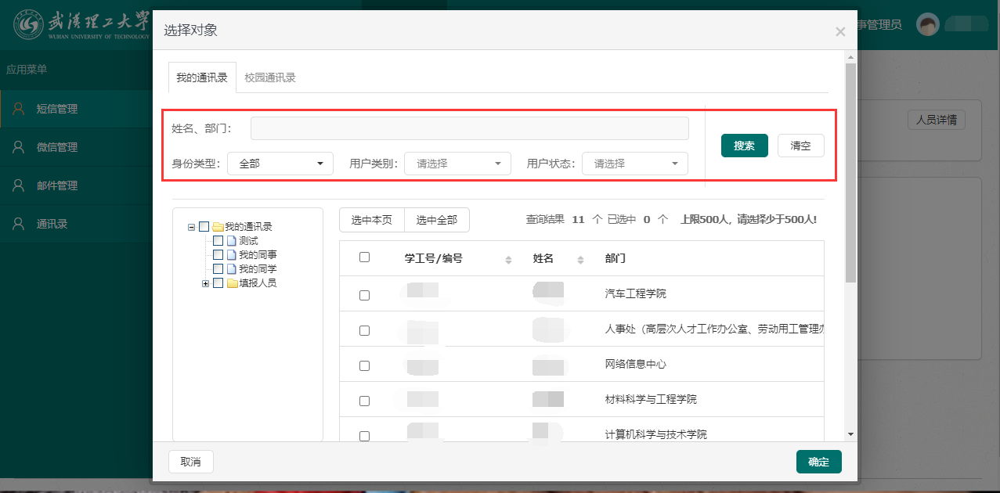 武汉理工大学
WUHAN UNIVERSITY OF TECHNOLOGY
事管理员
应用菜单
短信管理
微信管理
邮件管理
通讯录
人员详情
选择对象
×
我的通讯录 校园通讯录
姓名、部门：
身份类型： 全部 用户类别： 请选择 用户状态： 请选择
搜索 清空
我的通讯录
测试
我的同事
我的同学
填报人员
选中本页 选中全部 查询结果 11 个 已选中 0 个 上限500人，请选择少于500人!
学工号/编号 姓名 部门
汽车工程学院
人事处（高层次人才工作办公室、劳动用工管理办
网络信息中心
材料科学与工程学院
计算机科学与技术学院
取消 确定